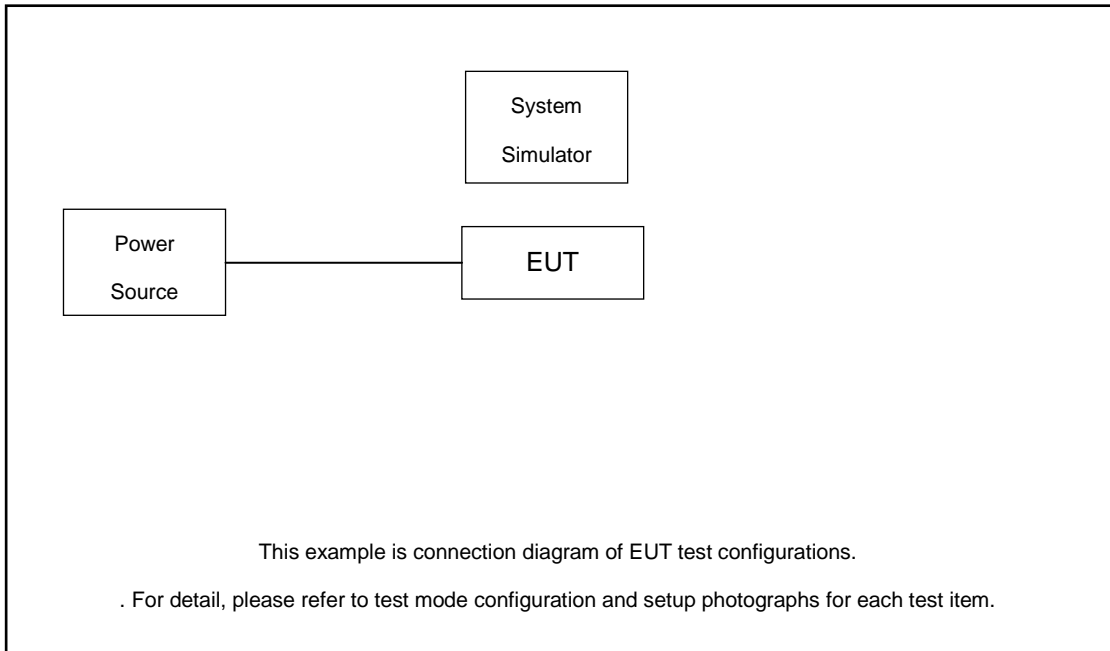 System
Simulator
Power
Source
EUT
This example is connection diagram of EUT test configurations.
. For detail, please refer to test mode configuration and setup photographs for each test item.